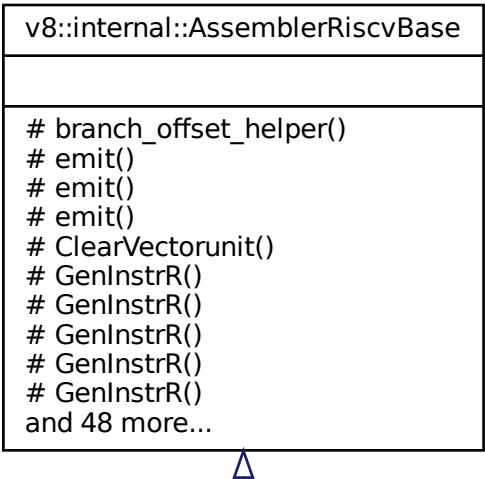 v8::internal::AssemblerRiscvBase
# branch_offset_helper()
# emit()
# emit()
# emit()
# ClearVectorunit()
# GenInstrR()
# GenInstrR()
# GenInstrR()
# GenInstrR()
# GenInstrR()
and 48 more...